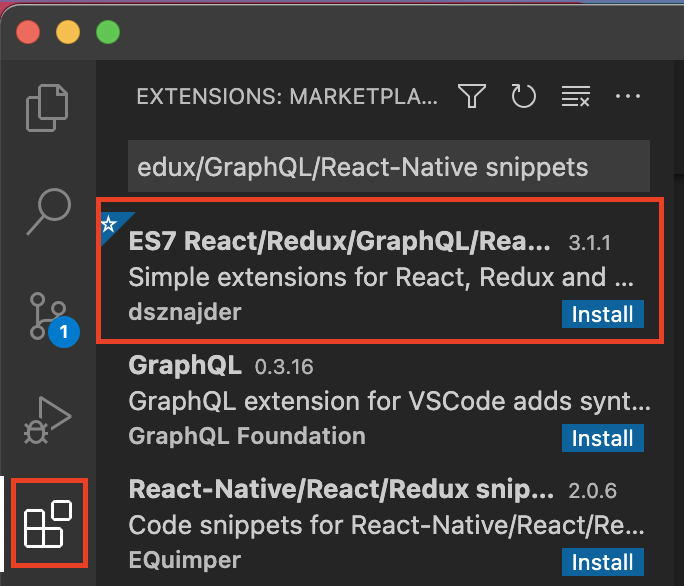 EXTENSIONS: MARKETPLA...
edux/GraphQL/React-Native snippets
ES7 React/Redux/GraphQL/Rea... 3.1.1
Simple extensions for React, Redux and ...
dsznajder Install
GraphQL 0.3.16
GraphQL extension for VSCode adds synt...
1
GraphQL Foundation Install
React-Native/React/Redux snip... 2.0.6
Code snippets for React-Native/React/Re...
EQuimper Install